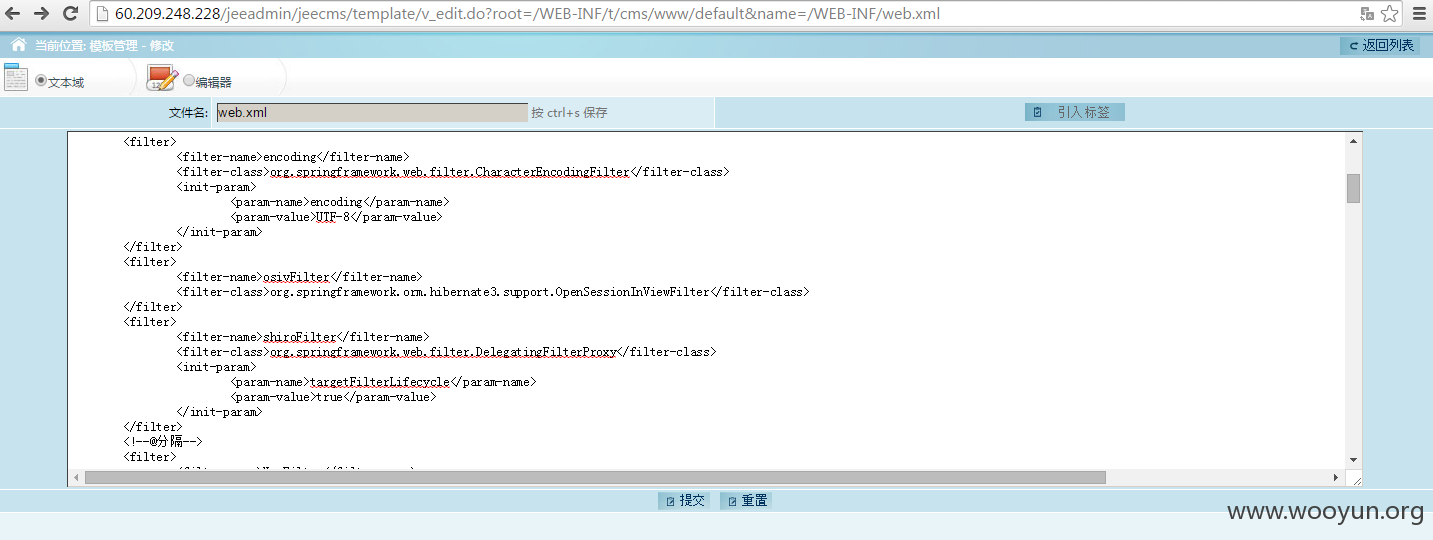 60.209.248.228/jeeadmin/jeecms/template/v_edit.do?root=/WEB-INF/t/cms/www/default&name=/WEB-INF/web.xml
当前位置: 模板管理 - 修改
返回列表
文本域
编辑器
文件名: web.xml 按 ctrl+s 保存
引入标签
<filter>
<filter-name>encoding</filter-name>
<filter-class>org.springframework.web.filter.CharacterEncodingFilter</filter-class>
<init-param>
<param-name>encoding</param-name>
<param-value>UTF-8</param-value>
</init-param>
</filter>
<filter>
<filter-name>osivFilter</filter-name>
<filter-class>org.springframework.orm.hibernate3.support.OpenSessionInViewFilter</filter-class>
</filter>
<filter>
<filter-name>shiroFilter</filter-name>
<filter-class>org.springframework.web.filter.DelegatingFilterProxy</filter-class>
<init-param>
<param-name>targetFilterLifecycle</param-name>
<param-value>true</param-value>
</init-param>
</filter>
<!--@分隔-->
<filter>
提交
重置
www.wooyun.org